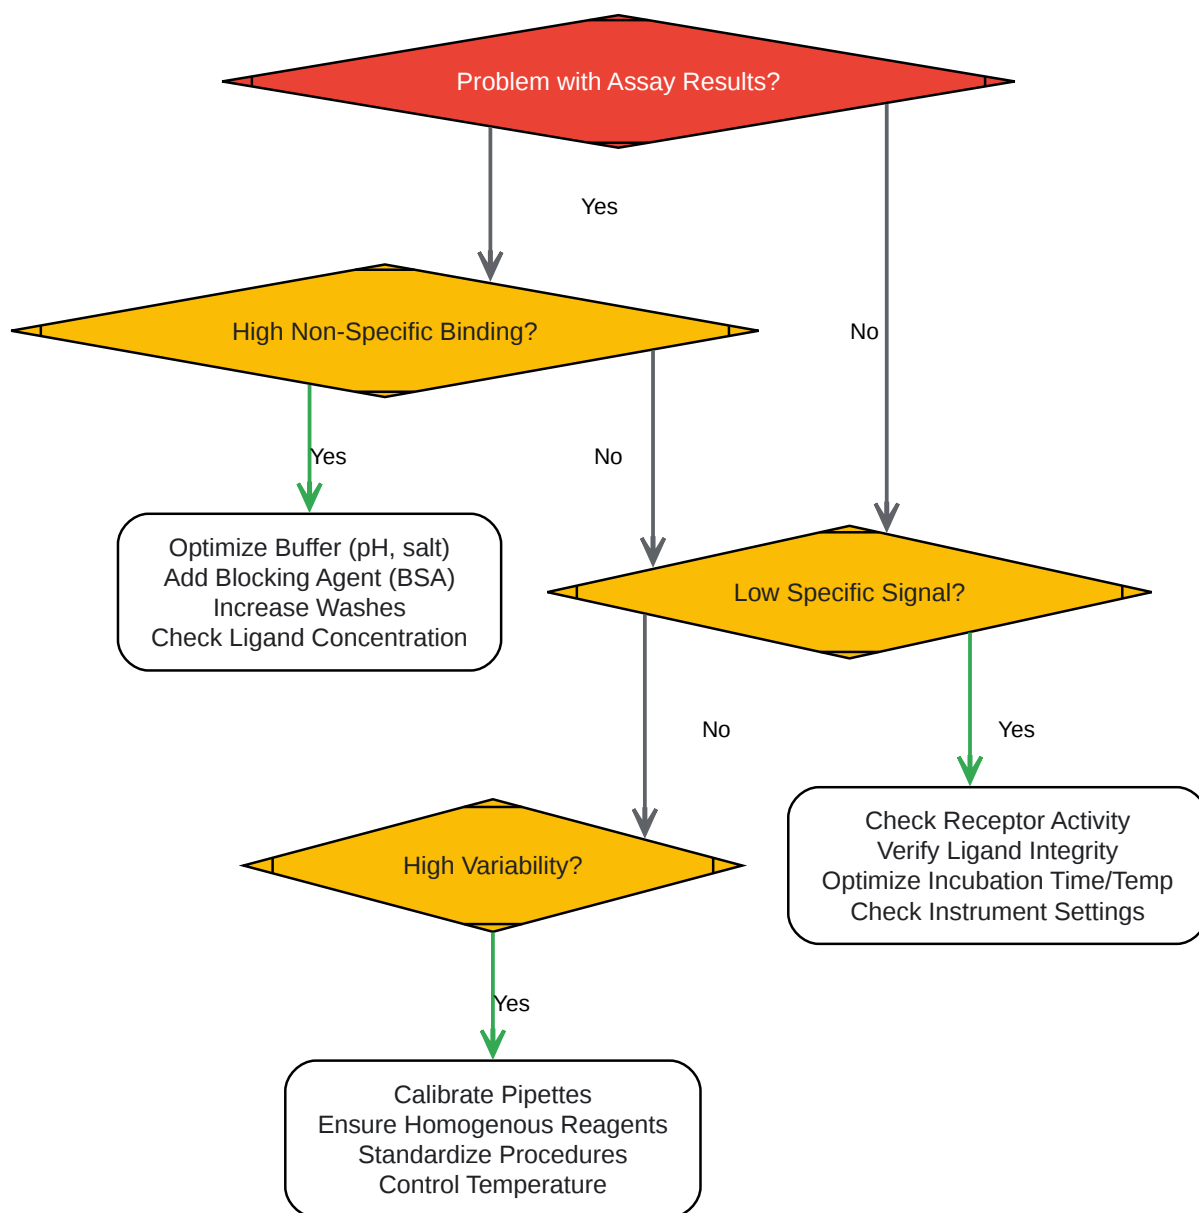 Problem with Assay Results?
Yes
High Non-Specific Binding?
No
Yes
No
Optimize Buffer (pH, salt)
Add Blocking Agent (BSA)
Increase Washes
Check Ligand Concentration
Low Specific Signal?
No
Yes
Check Receptor Activity
Verify Ligand Integrity
Optimize Incubation Time/Temp
Check Instrument Settings
High Variability?
Yes
Calibrate Pipettes
Ensure Homogenous Reagents
Standardize Procedures
Control Temperature